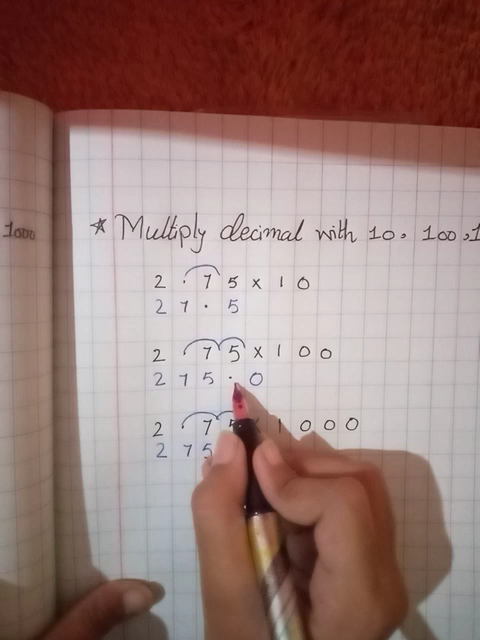 1000
* Multiply decimal with 10, 100, 1
2 . 7 5 x 1 0
2 7 . 5
2 . 7 5 x 1 0 0
2 7 5 . 0
2 . 7 5 x 1 0 0 0
2 7 5